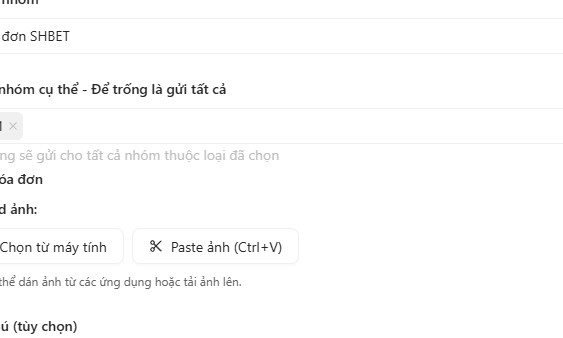 nhóm
đơn SHBET
nhóm cụ thể - Để trống là gửi tất cả
ng sẽ gửi cho tất cả nhóm thuộc loại đã chọn
óa đơn
d ảnh:
Chọn từ máy tính
Paste ảnh (Ctrl+V)
thể dán ảnh từ các ứng dụng hoặc tải ảnh lên.
ú (tùy chọn)